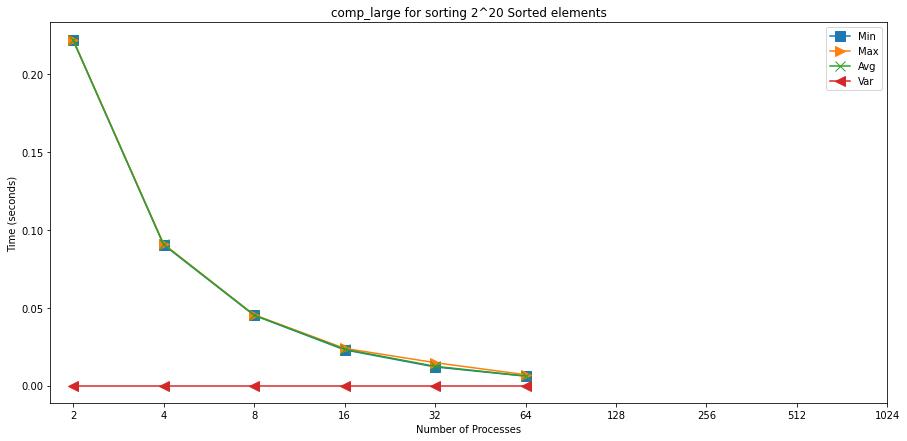 comp_large for sorting 2^20 Sorted elements
Min
Max
Avg
Var
Time (seconds)
0.20
0.15
0.10
0.05
0.00
2 4 8 16 32 64 128 256 512 1024
Number of Processes